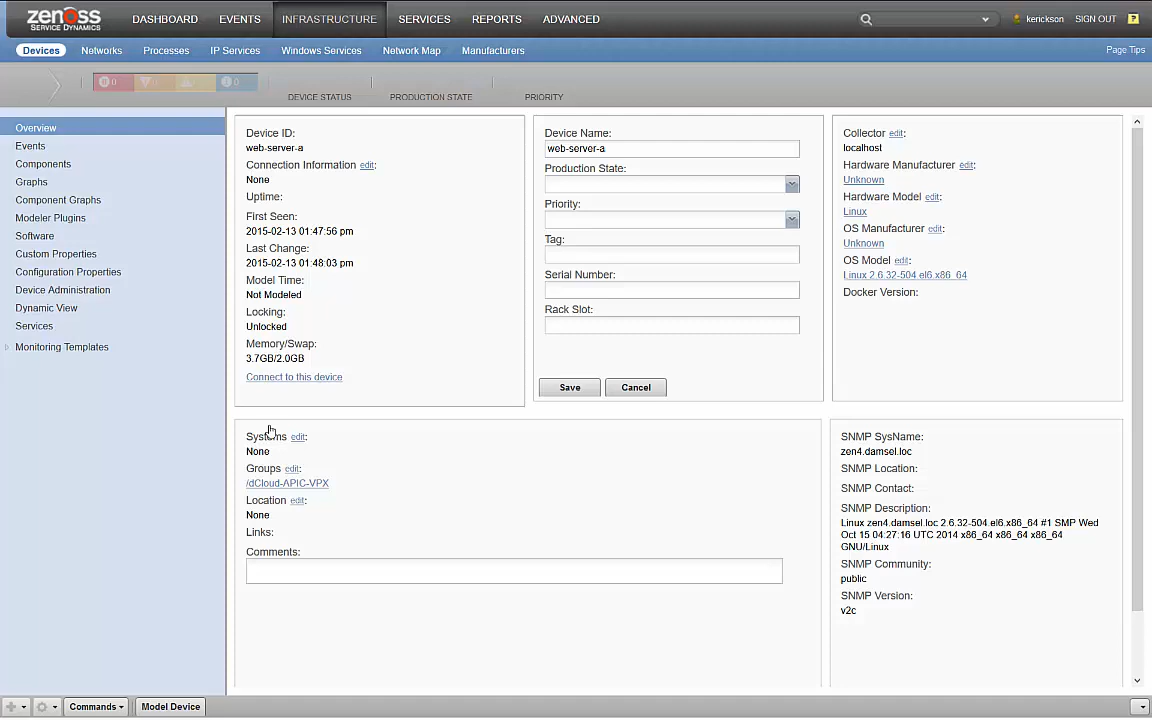 zenoss
SERVICE DYNAMICS
DASHBOARD EVENTS INFRASTRUCTURE SERVICES REPORTS ADVANCED
kerickson SIGN OUT ?
Devices Networks Processes IP Services Windows Services Network Map Manufacturers Page Tips
0 0 0
DEVICE STATUS PRODUCTION STATE PRIORITY
Overview
Events
Components
Graphs
Component Graphs
Modeler Plugins
Software
Custom Properties
Configuration Properties
Device Administration
Dynamic View
Services
Monitoring Templates
Device ID:
web-server-a
Connection Information edit:
None
Uptime:
First Seen:
2015-02-13 01:47:56 pm
Last Change:
2015-02-13 01:48:03 pm
Model Time:
Not Modeled
Locking:
Unlocked
Memory/Swap:
3.7GB/2.0GB
Connect to this device
Device Name:
web-server-a
Production State:
Priority:
Tag:
Serial Number:
Rack Slot:
Save Cancel
Collector edit:
localhost
Hardware Manufacturer edit:
Unknown
Hardware Model edit:
Linux
OS Manufacturer edit:
Unknown
OS Model edit:
Linux 2.6.32-504.el6.x86_64
Docker Version:
Systems edit:
None
Groups edit:
/dCloud-APIC-VPX
Location edit:
None
Links:
Comments:
SNMP SysName:
zen4.damsel.loc
SNMP Location:
SNMP Contact:
SNMP Description:
Linux zen4.damsel.loc 2.6.32-504.el6.x86_64 #1 SMP Wed
Oct 15 04:27:16 UTC 2014 x86_64 x86_64 x86_64
GNU/Linux
SNMP Community:
public
SNMP Version:
v2c
Commands Model Device